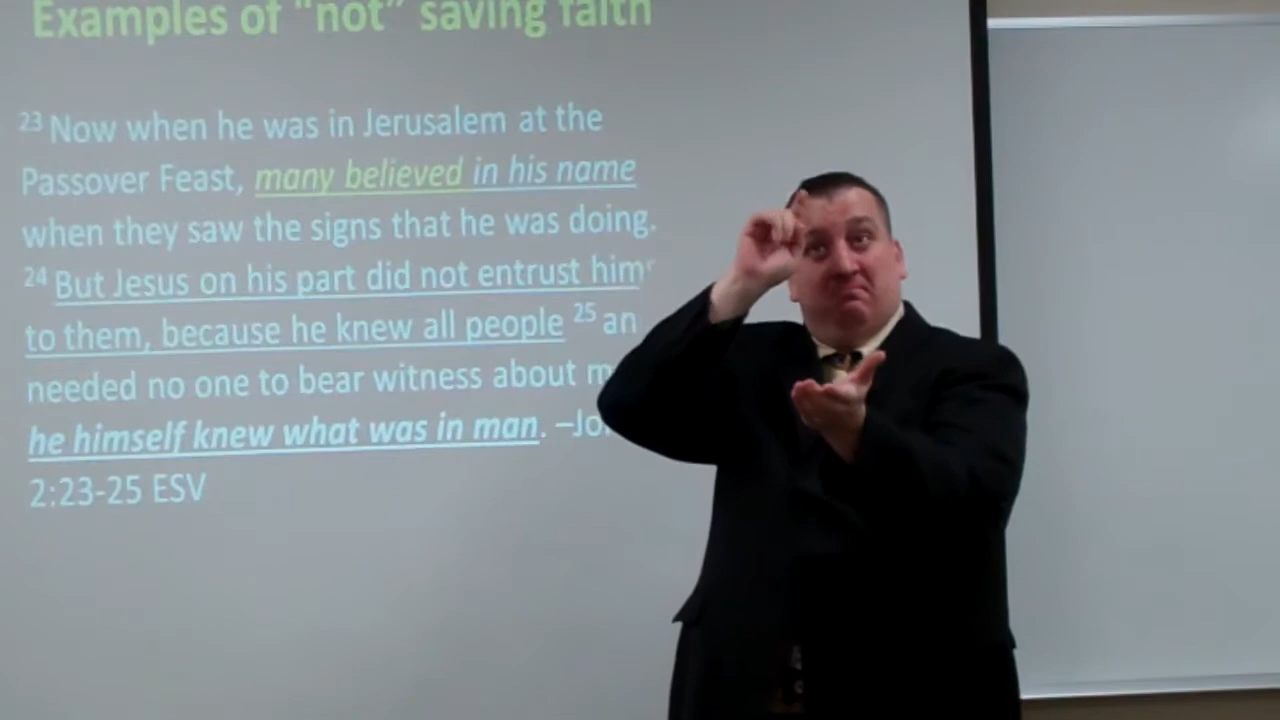 Examples of "not" saving faith
23 Now when he was in Jerusalem at the
Passover Feast, many believed in his name
when they saw the signs that he was doing.
24 But Jesus on his part did not entrust
to them, because he knew all people 25
needed no one to bear witness about
he himself knew what was in man. –
2:23-25 ESV